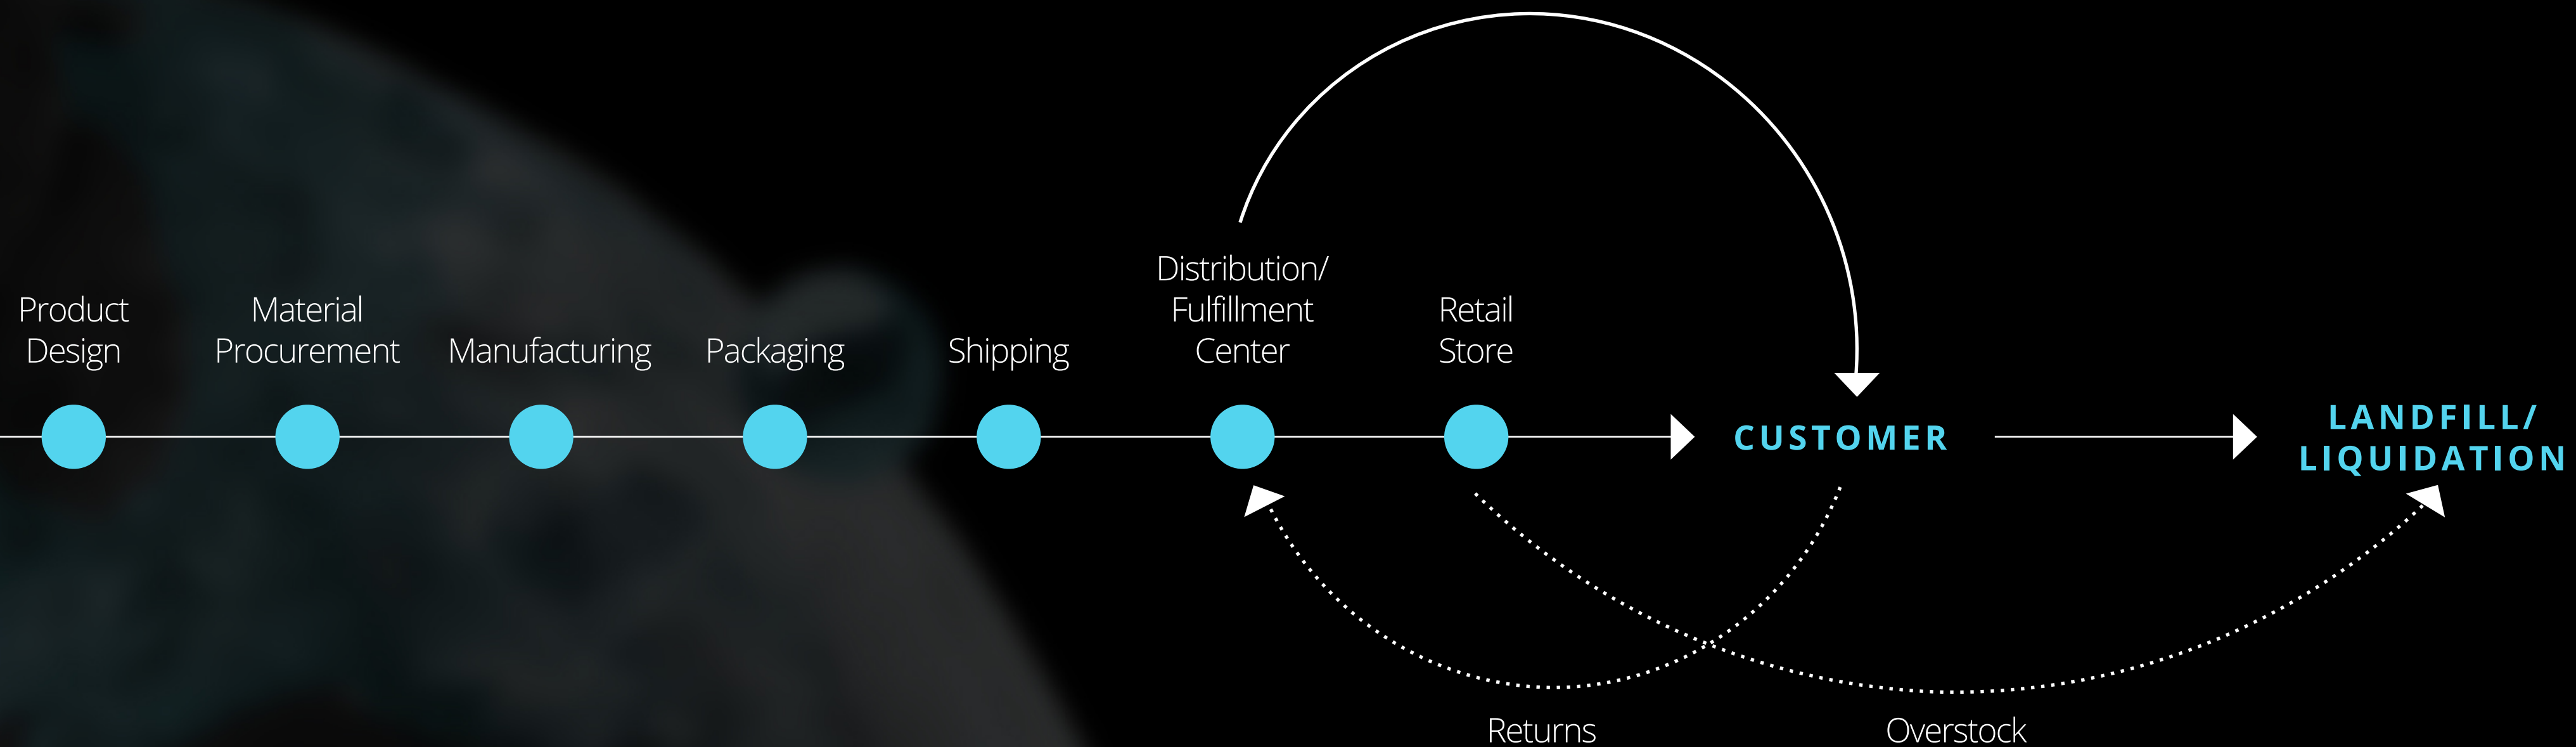 Product
Design
Material
Procurement
Manufacturing
Packaging
Shipping
Distribution/
Fulfillment
Center
Retail
Store
CUSTOMER
LANDFILL/
LIQUIDATION
Returns
Overstock